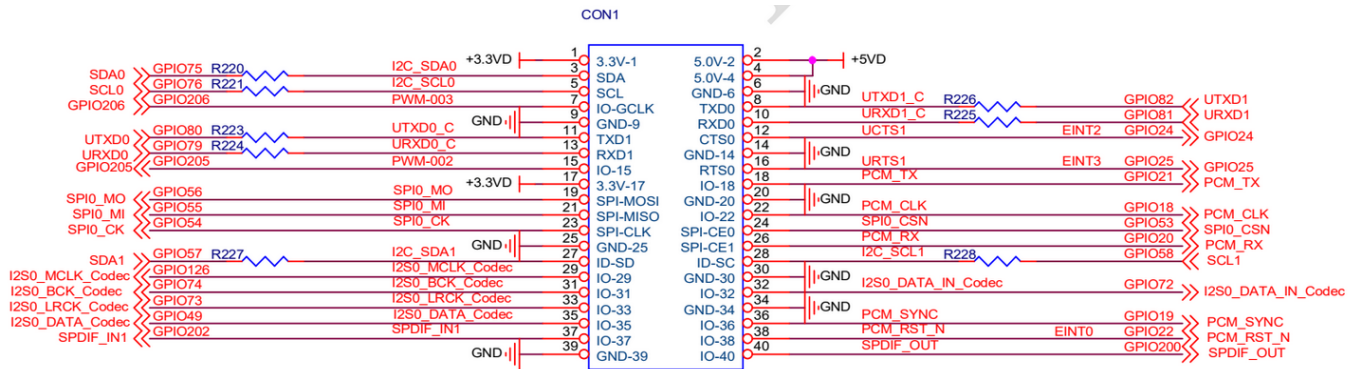 CON1
+3.3VD 1 3.3V-1 5.0V-2 2 +5VD
SDA0 GPIO75 R220 I2C_SDA0 3 SDA 5.0V-4 4
SCL0 GPIO76 R221 I2C_SCL0 5 SCL GND-6 6 GND
GPIO206 GPIO206 PWM-003 7 IO-GCLK TXD0 8 UTXD1_C R226 GPIO82 UTXD1
GND 9 GND-9 RXD0 10 URXD1_C R225 GPIO81 URXD1
UTXD0 GPIO80 R223 UTXD0_C 11 TXD1 CTS0 12 UCTS1 EINT2 GPIO24 GPIO24
URXD0 GPIO79 R224 URXD0_C 13 RXD1 GND-14 14 GND
GPIO205 GPIO205 PWM-002 15 IO-15 RTS0 16 URTS1 EINT3 GPIO25 GPIO25
+3.3VD 17 3.3V-17 IO-18 18 PCM_TX GPIO21 PCM_TX
SPI0_MO GPIO56 SPI0_MO 19 SPI-MOSI GND-20 20 GND
SPI0_MI GPIO55 SPI0_MI 21 SPI-MISO IO-22 22 PCM_CLK GPIO18 PCM_CLK
SPI0_CK GPIO54 SPI0_CK 23 SPI-CLK SPI-CE0 24 SPI0_CSN GPIO53 SPI0_CSN
GND 25 GND-25 SPI-CE1 26 PCM_RX GPIO20 PCM_RX
SDA1 GPIO57 R227 I2C_SDA1 27 ID-SD ID-SC 28 I2C_SCL1 R228 GPIO58 SCL1
I2S0_MCLK_Codec GPIO126 I2S0_MCLK_Codec 29 IO-29 GND-30 30 GND
I2S0_BCK_Codec GPIO74 I2S0_BCK_Codec 31 IO-31 IO-32 32 I2S0_DATA_IN_Codec GPIO72 I2S0_DATA_IN_Codec
I2S0_LRCK_Codec GPIO73 I2S0_LRCK_Codec 33 IO-33 GND-34 34 GND
I2S0_DATA_Codec GPIO49 I2S0_DATA_Codec 35 IO-35 IO-36 36 PCM_SYNC GPIO19 PCM_SYNC
SPDIF_IN1 GPIO202 SPDIF_IN1 37 IO-37 IO-38 38 PCM_RST_N EINT0 GPIO22 PCM_RST_N
GND 39 GND-39 IO-40 40 SPDIF_OUT GPIO200 SPDIF_OUT